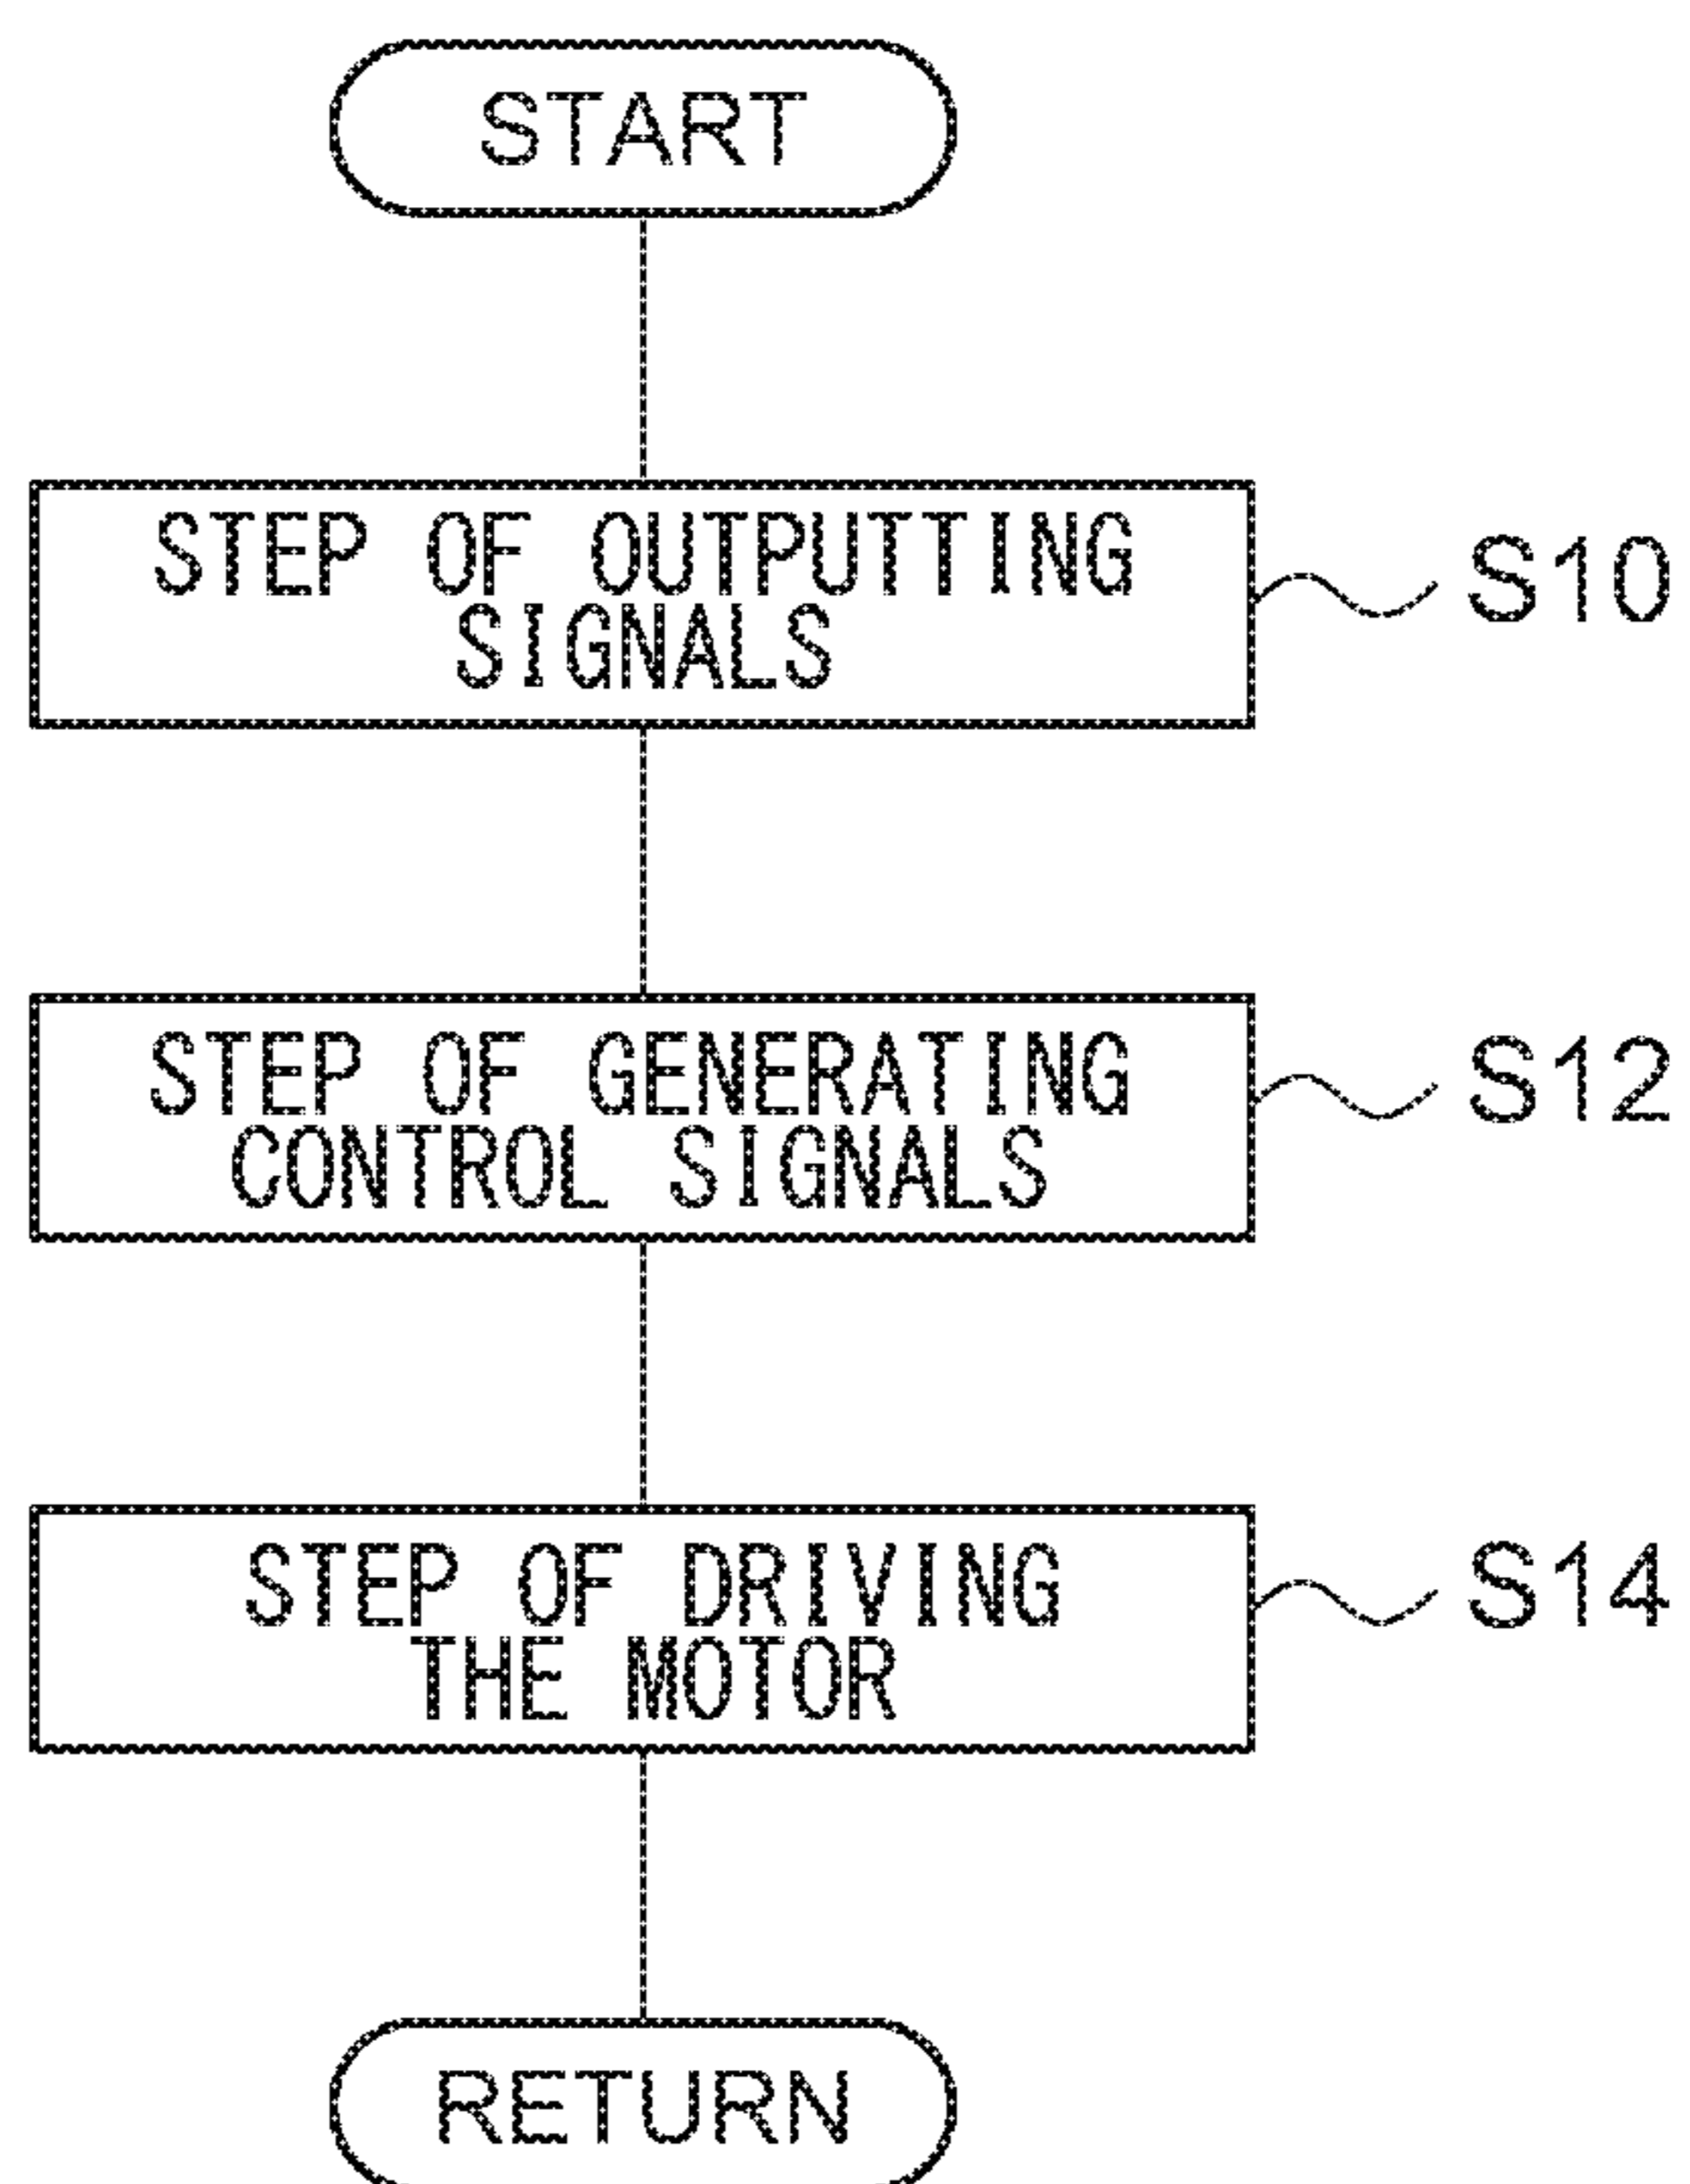 START
STEP OF OUTPUTTING
SIGNALS
S10
STEP OF GENERATING
CONTROL SIGNALS
S12
STEP OF DRIVING
THE MOTOR
S14
RETURN